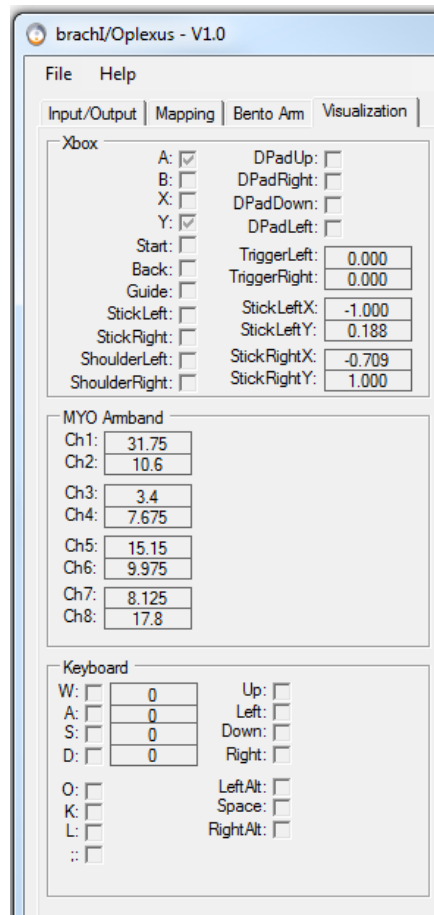 brachI/Oplexus - V1.0
File Help
Input/Output Mapping Bento Arm Visualization
Xbox
A: DPadUp:
B: DPadRight:
X: DPadDown:
Y: DPadLeft:
Start: TriggerLeft: 0.000
Back: TriggerRight: 0.000
Guide:
StickLeft: StickLeftX: -1.000
StickRight: StickLeftY: 0.188
ShoulderLeft: StickRightX: -0.709
ShoulderRight: StickRightY: 1.000
MYO Armband
Ch1: 31.75
Ch2: 10.6
Ch3: 3.4
Ch4: 7.675
Ch5: 15.15
Ch6: 9.975
Ch7: 8.125
Ch8: 17.8
Keyboard
W: 0 Up:
A: 0 Left:
S: 0 Down:
D: 0 Right:
O: LeftAlt:
K: Space:
L: RightAlt:
;: